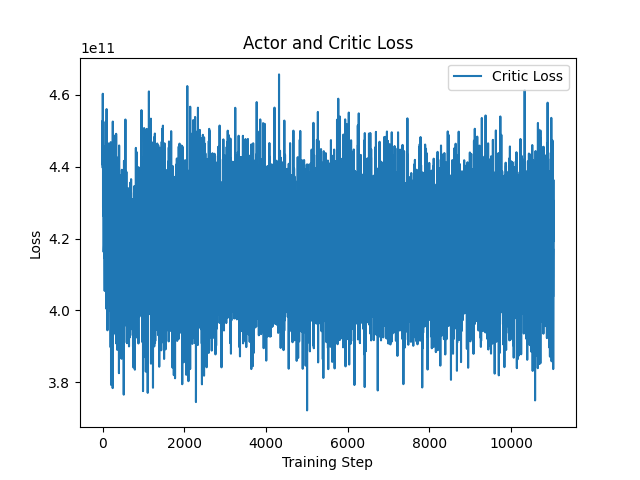 Actor and Critic Loss
1e11
Critic Loss
4.6
4.4
4.2
4.0
3.8
Loss
0
2000
4000
6000
8000
10000
Training Step